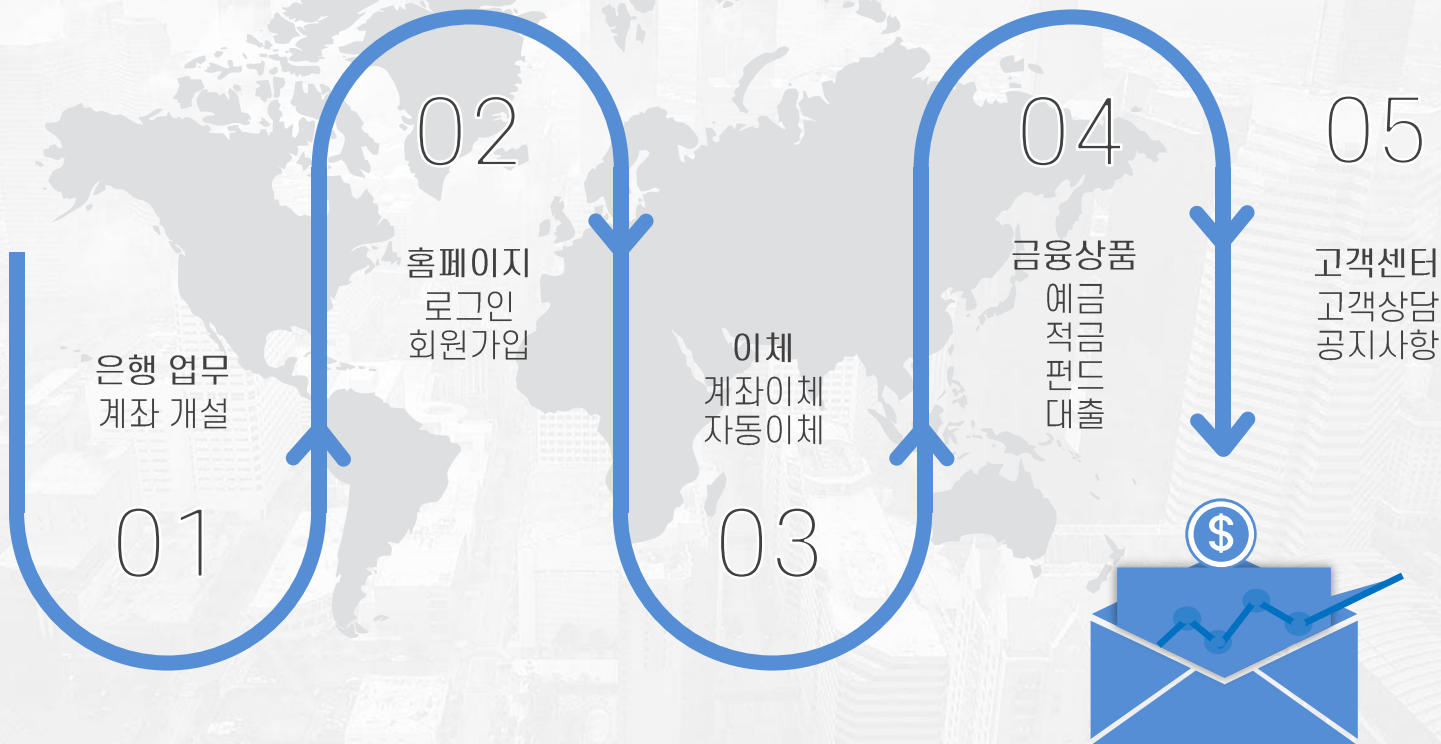 01
은행 업무
계좌 개설
02
홈페이지
로그인
회원가입
03
이체
계좌이체
자동이체
04
금융상품
예금
적금
펀드
대출
05
고객센터
고객상담
공지사항
$